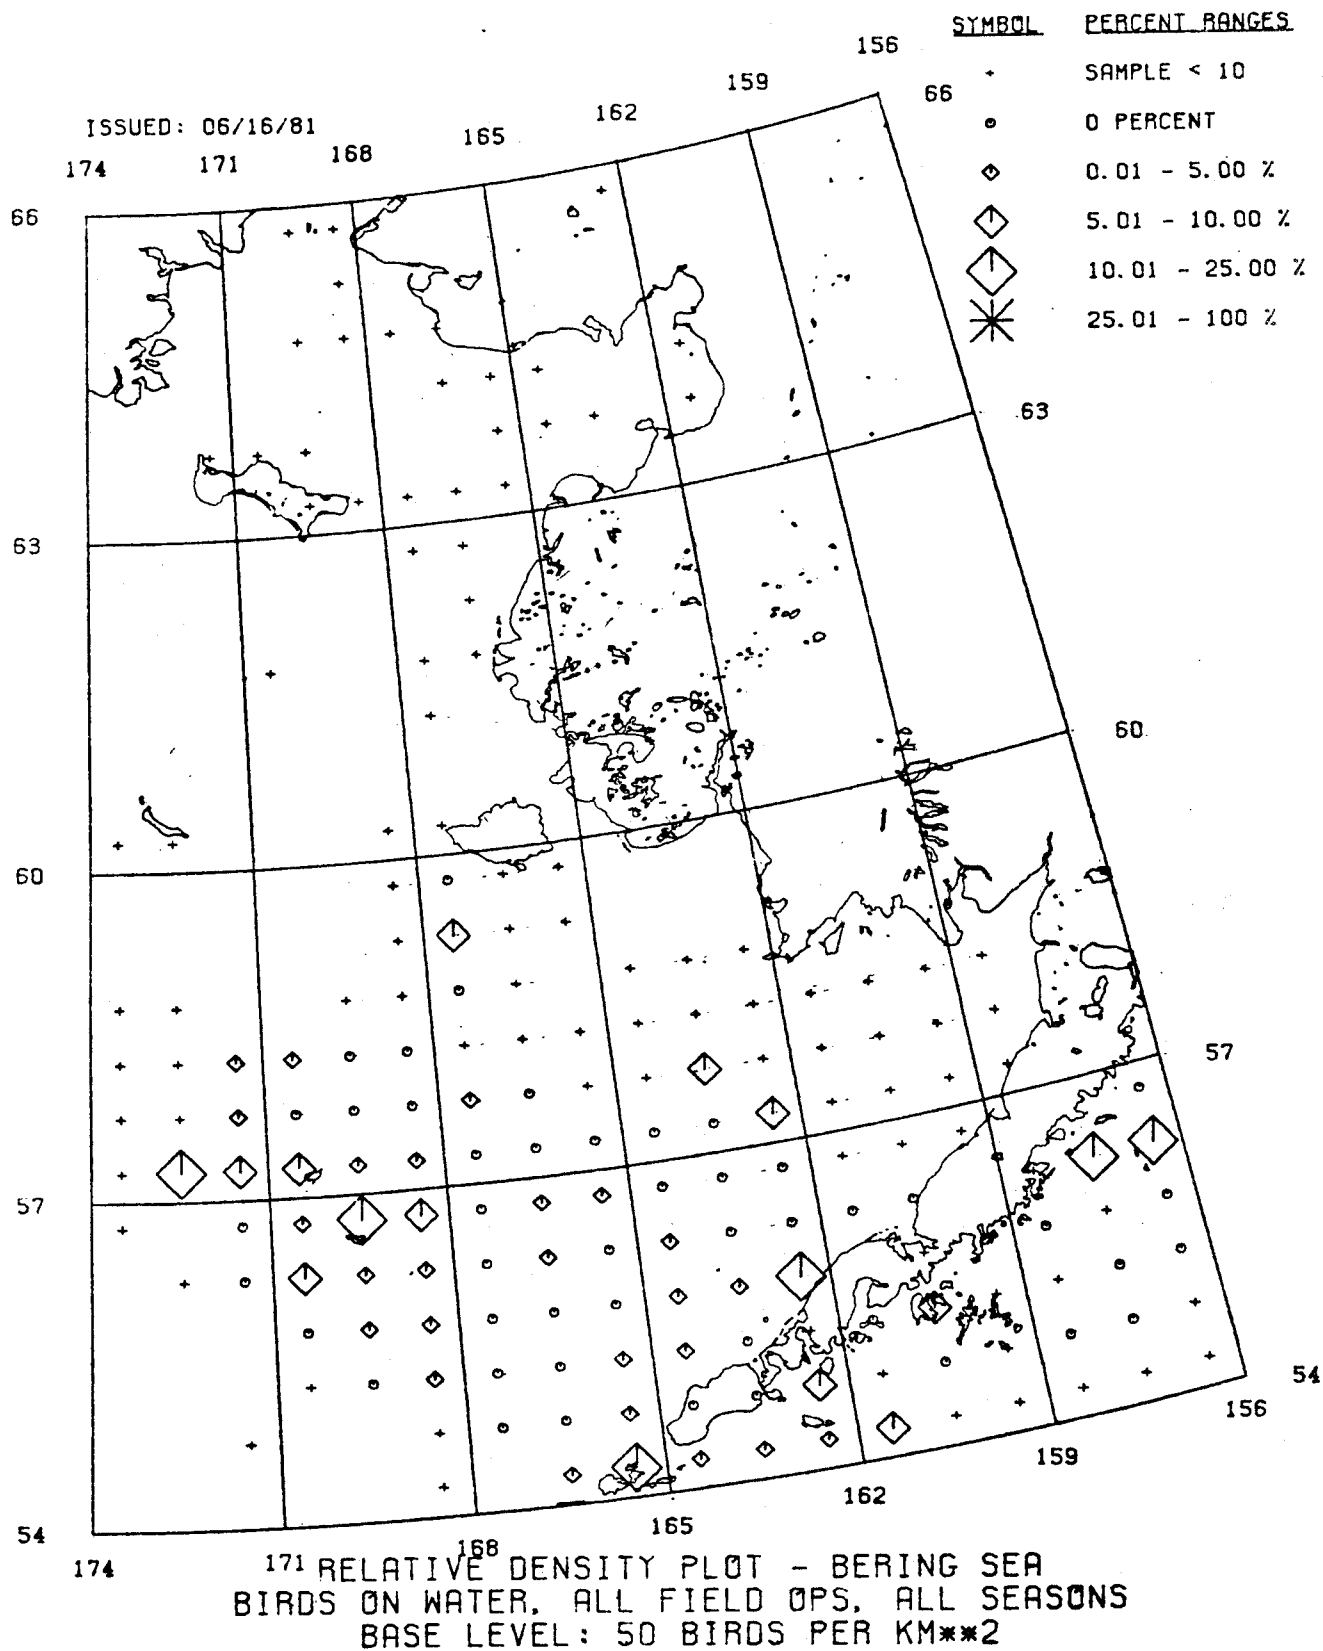 SYMBOL PERCENT RANGES
SAMPLE < 10
0 PERCENT
0.01 - 5.00 %
5.01 - 10.00 %
10.01 - 25.00 %
25.01 - 100 %
ISSUED: 06/16/81
174 171 168 165 162 159 156
66 66
63 63
60 60
57 57
54 54
174 171 168 165 162 159 156
RELATIVE DENSITY PLOT - BERING SEA
BIRDS ON WATER, ALL FIELD OPS, ALL SEASONS
BASE LEVEL: 50 BIRDS PER KM**2